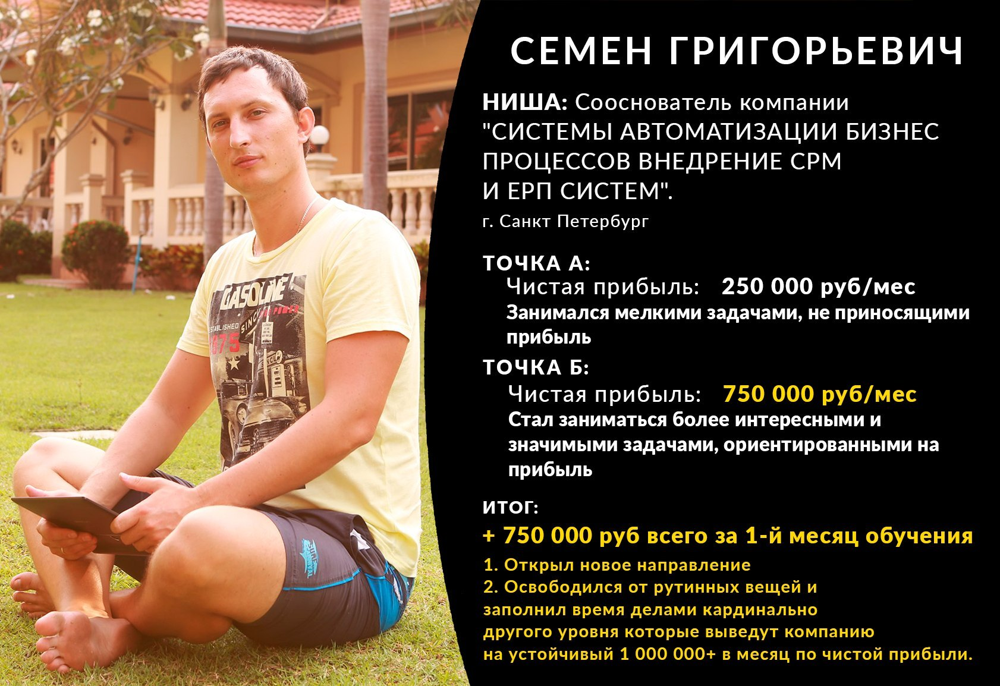 СЕМЕН ГРИГОРЬЕВИЧ
НИША: Сооснователь компании
"СИСТЕМЫ АВТОМАТИЗАЦИИ БИЗНЕС
ПРОЦЕССОВ ВНЕДРЕНИЕ СРМ
И ЕРП СИСТЕМ".
г. Санкт Петербург
ТОЧКА А:
Чистая прибыль: 250 000 руб/мес
Занимался мелкими задачами, не приносящими
прибыль
ТОЧКА Б:
Чистая прибыль: 750 000 руб/мес
Стал заниматься более интересными и
значимыми задачами, ориентированными на
прибыль
ИТОГ:
+ 750 000 руб всего за 1-й месяц обучения
1. Открыл новое направление
2. Освободился от рутинных вещей и
заполнил время делами кардинально
другого уровня которые выведут компанию
на устойчивый 1 000 000+ в месяц по чистой прибыли.
GASOLINE!
POWER
ESTABLISHED
SINCL